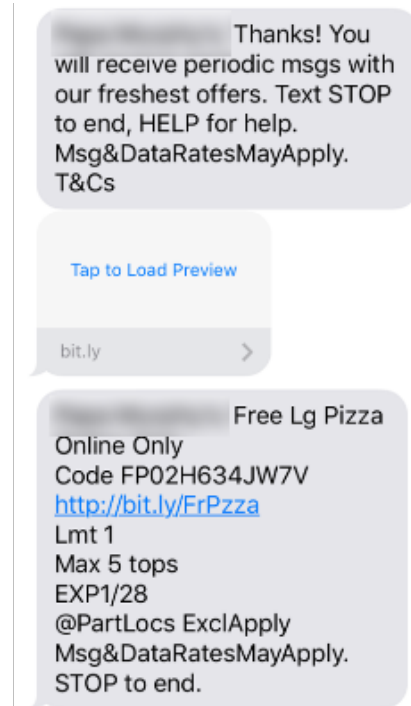 Thanks! You
will receive periodic msgs with
our freshest offers. Text STOP
to end, HELP for help.
Msg&DataRatesMayApply.
T&Cs
Tap to Load Preview
bit.ly
Free Lg Pizza
Online Only
Code FP02H634JW7V
http://bit.ly/FrPzza
Lmt 1
Max 5 tops
EXP1/28
@PartLocs ExclApply
Msg&DataRatesMayApply.
STOP to end.